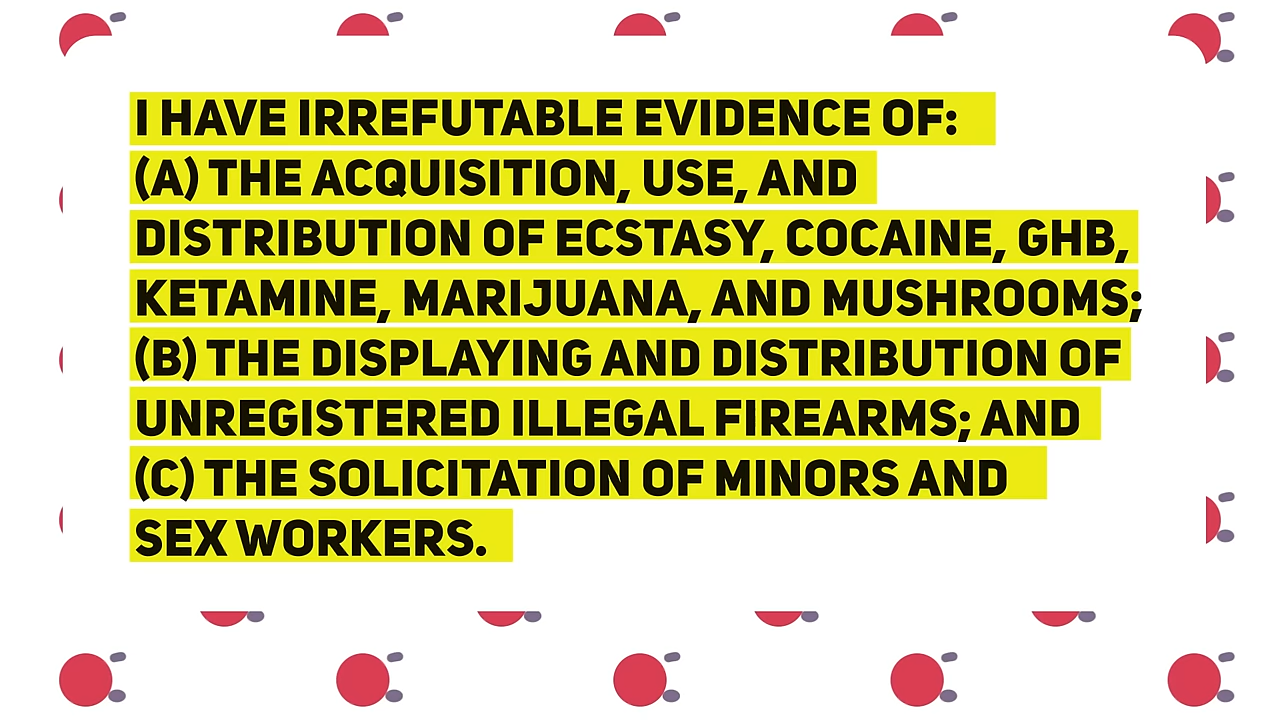 I HAVE IRREFUTABLE EVIDENCE OF:
(A) THE ACQUISITION, USE, AND
DISTRIBUTION OF ECSTASY, COCAINE, GHB,
KETAMINE, MARIJUANA, AND MUSHROOMS;
(B) THE DISPLAYING AND DISTRIBUTION OF
UNREGISTERED ILLEGAL FIREARMS; AND
(C) THE SOLICITATION OF MINORS AND
SEX WORKERS.